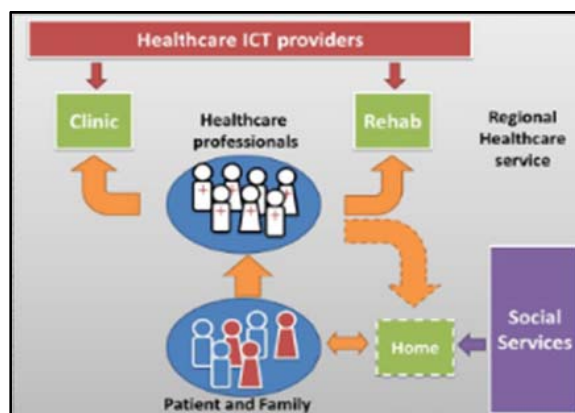 Healthcare ICT providers
Clinic
Healthcare
professionals
Rehab
Regional
Healthcare
service
Home
Social
Services
Patient and Family